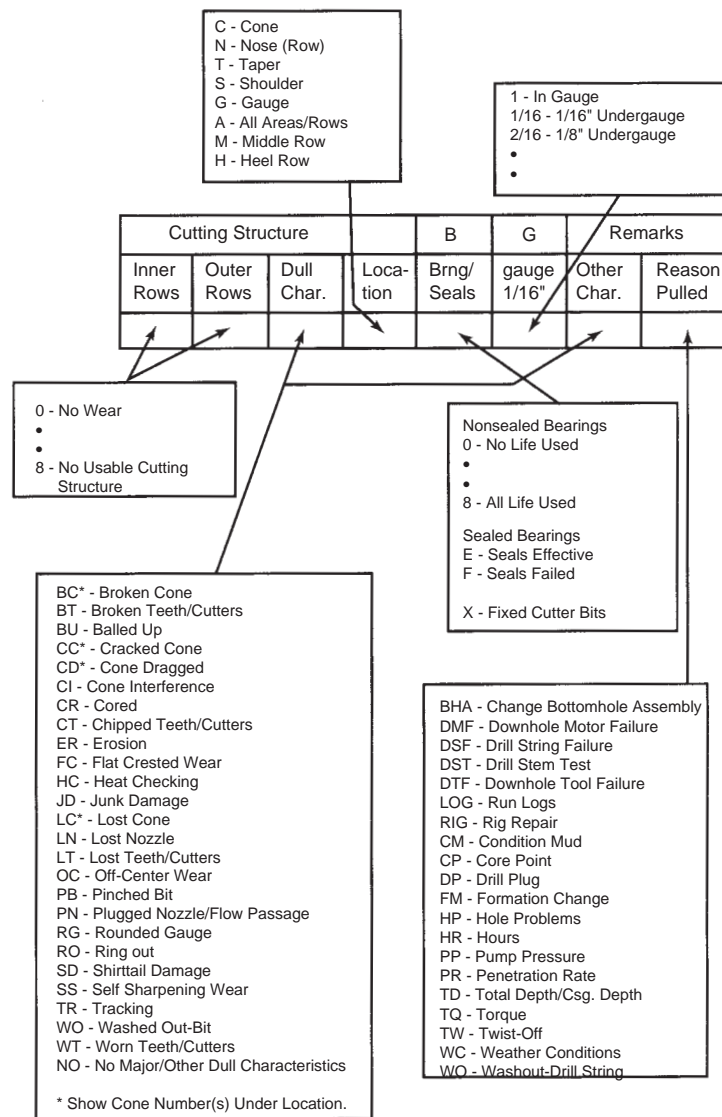 C - Cone
N - Nose (Row)
T - Taper
S - Shoulder
G - Gauge
A - All Areas/Rows
M - Middle Row
H - Heel Row
1 - In Gauge
1/16 - 1/16" Undergauge
2/16 - 1/8" Undergauge
•
•
Cutting Structure B G Remarks
Inner Rows Outer Rows Dull Char. Loca-tion Brng/Seals gauge 1/16" Other Char. Reason Pulled
0 - No Wear
•
•
8 - No Usable Cutting
Structure
Nonsealed Bearings
0 - No Life Used
•
•
8 - All Life Used
Sealed Bearings
E - Seals Effective
F - Seals Failed
X - Fixed Cutter Bits
BC* - Broken Cone
BT - Broken Teeth/Cutters
BU - Balled Up
CC* - Cracked Cone
CD* - Cone Dragged
CI - Cone Interference
CR - Cored
CT - Chipped Teeth/Cutters
ER - Erosion
FC - Flat Crested Wear
HC - Heat Checking
JD - Junk Damage
LC* - Lost Cone
LN - Lost Nozzle
LT - Lost Teeth/Cutters
OC - Off-Center Wear
PB - Pinched Bit
PN - Plugged Nozzle/Flow Passage
RG - Rounded Gauge
RO - Ring out
SD - Shirttail Damage
SS - Self Sharpening Wear
TR - Tracking
WO - Washed Out-Bit
WT - Worn Teeth/Cutters
NO - No Major/Other Dull Characteristics
* Show Cone Number(s) Under Location.
BHA - Change Bottomhole Assembly
DMF - Downhole Motor Failure
DSF - Drill String Failure
DST - Drill Stem Test
DTF - Downhole Tool Failure
LOG - Run Logs
RIG - Rig Repair
CM - Condition Mud
CP - Core Point
DP - Drill Plug
FM - Formation Change
HP - Hole Problems
HR - Hours
PP - Pump Pressure
PR - Penetration Rate
TD - Total Depth/Csg. Depth
TQ - Torque
TW - Twist-Off
WC - Weather Conditions
WO - Washout-Drill String